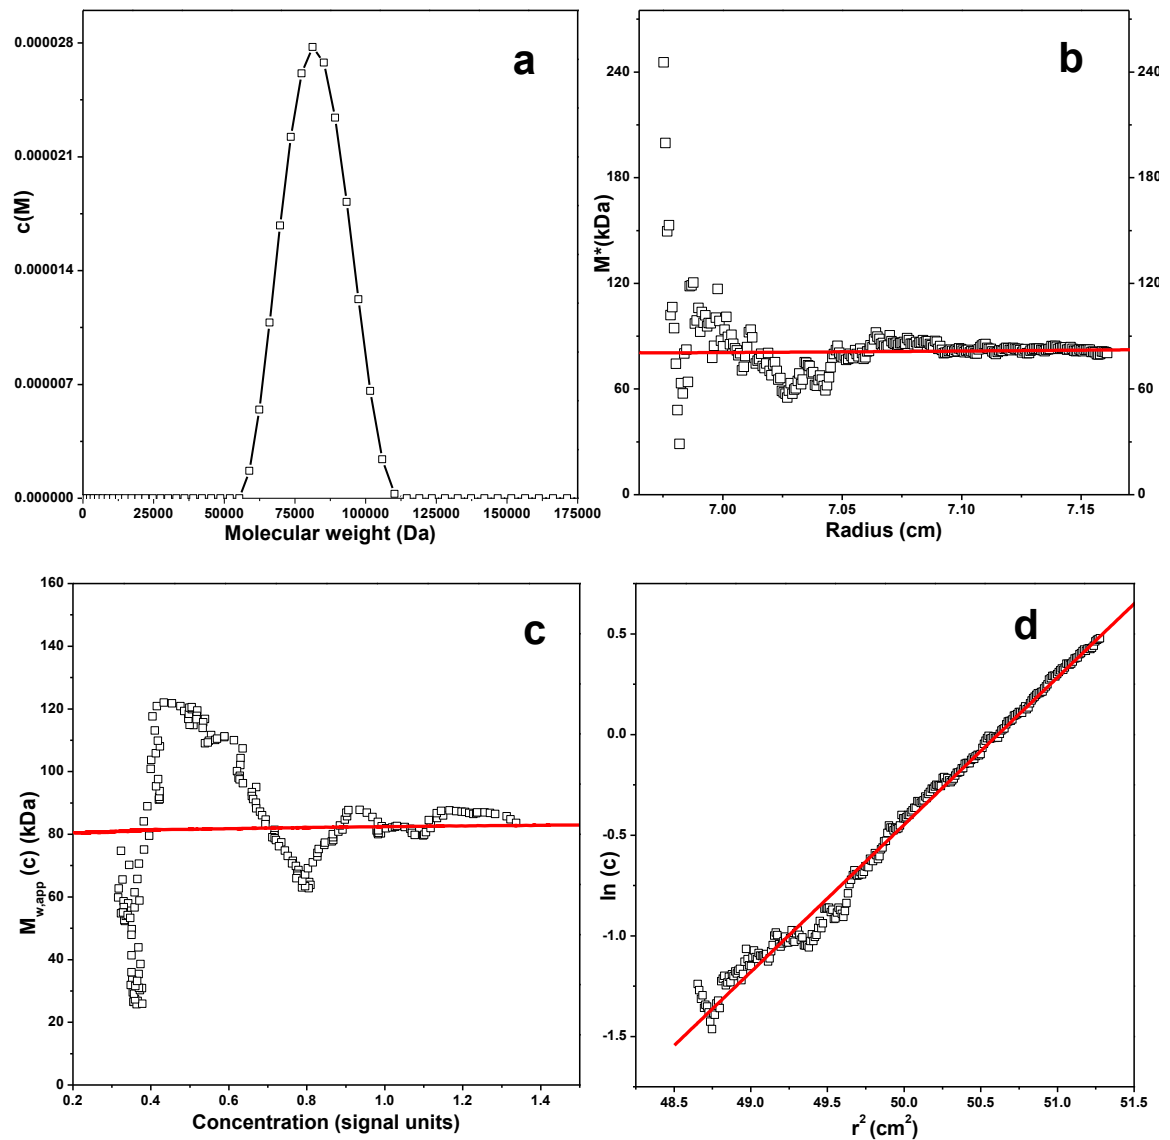 a
c(M)
0.000028
0.000021
0.000014
0.000007
0.000000
0 25000 50000 75000 100000 125000 150000 175000
Molecular weight (Da)
b
M*(kDa)
240 240
180 180
120 120
60 60
0 0
7.00 7.05 7.10 7.15
Radius (cm)
c
Mw,app (c) (kDa)
160
140
120
100
80
60
40
20
0
0.2 0.4 0.6 0.8 1.0 1.2 1.4
Concentration (signal units)
d
ln (c)
0.5
0.0
-0.5
-1.0
-1.5
48.5 49.0 49.5 50.0 50.5 51.0 51.5
r² (cm²)